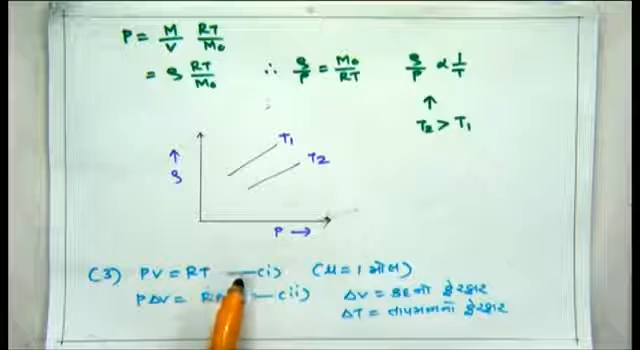 P = M/V RT/M₀
= ρ RT/M₀ ∴ ρ/P = M₀/RT ρ/P ∝ 1/T
↑
T₂ > T₁
T₁
↑ T₂
ρ
P →
(3) PV = RT —(i) (μ = 1 મોલ)
PΔV = —(ii) ΔV = કદનો ફેરફાર
ΔT = તાપમાનનો ફેરફાર